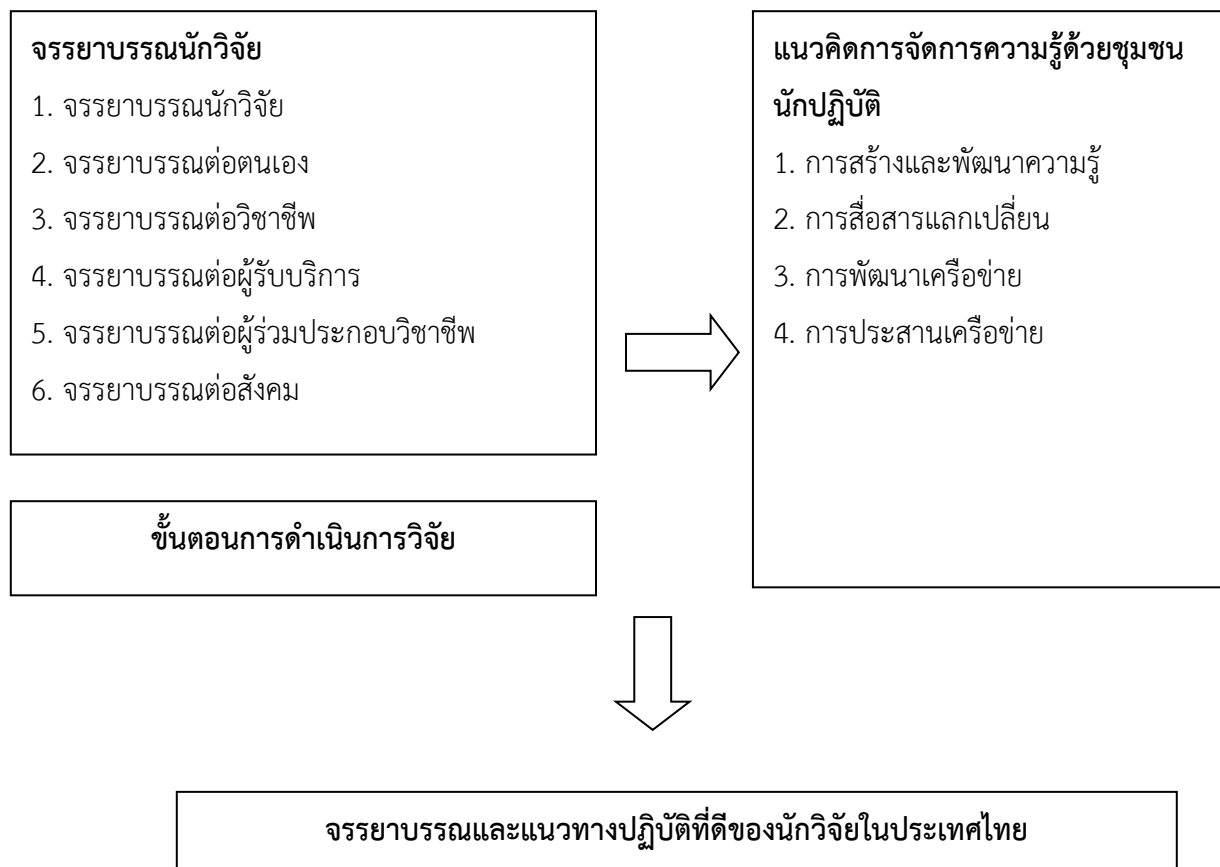 จรรยาบรรณนักวิจัย
1. จรรยาบรรณนักวิจัย
2. จรรยาบรรณต่อตนเอง
3. จรรยาบรรณต่อวิชาชีพ
4. จรรยาบรรณต่อผู้รับบริการ
5. จรรยาบรรณต่อผู้ร่วมประกอบวิชาชีพ
6. จรรยาบรรณต่อสังคม
แนวคิดการจัดการความรู้ด้วยชุมชน
นักปฏิบัติ
1. การสร้างและพัฒนาความรู้
2. การสื่อสารแลกเปลี่ยน
3. การพัฒนาเครือข่าย
4. การประสานเครือข่าย
ขั้นตอนการดำเนินการวิจัย
จรรยาบรรณและแนวทางปฏิบัติที่ดีของนักวิจัยในประเทศไทย